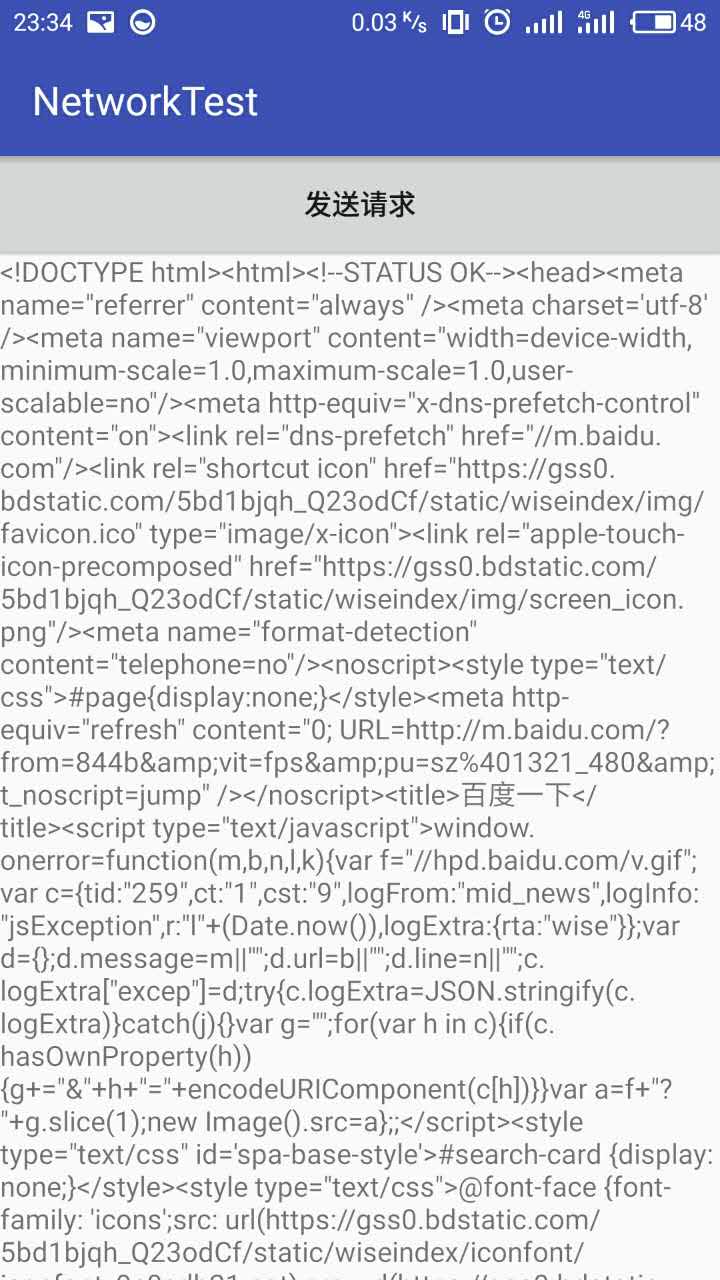 23:34 0.03 K/s 4G 48
NetworkTest
发送请求
<!DOCTYPE html><html><!--STATUS OK--><head><meta
name="referrer" content="always" /><meta charset='utf-8'
/><meta name="viewport" content="width=device-width,
minimum-scale=1.0,maximum-scale=1.0,user-
scalable=no"/><meta http-equiv="x-dns-prefetch-control"
content="on"><link rel="dns-prefetch" href="//m.baidu.
com"/><link rel="shortcut icon" href="https://gss0.
bdstatic.com/5bd1bjqh_Q23odCf/static/wiseindex/img/
favicon.ico" type="image/x-icon"><link rel="apple-touch-
icon-precomposed" href="https://gss0.bdstatic.com/
5bd1bjqh_Q23odCf/static/wiseindex/img/screen_icon.
png"/><meta name="format-detection"
content="telephone=no"/><noscript><style type="text/
css">#page{display:none;}</style><meta http-
equiv="refresh" content="0; URL=http://m.baidu.com/?
from=844b&amp;vit=fps&amp;pu=sz%401321_480&amp;
t_noscript=jump" /></noscript><title>百度一下</
title><script type="text/javascript">window.
onerror=function(m,b,n,l,k){var f="//hpd.baidu.com/v.gif";
var c={tid:"259",ct:"1",cst:"9",logFrom:"mid_news",logInfo:
"jsException",r:"l"+(Date.now()),logExtra:{rta:"wise"}};var
d={};d.message=m||"";d.url=b||"";d.line=n||"";c.
logExtra["excep"]=d;try{c.logExtra=JSON.stringify(c.
logExtra)}catch(j){}var g="";for(var h in c){if(c.
hasOwnProperty(h))
{g+="&"+h+"="+encodeURIComponent(c[h])}}var a=f+"?
"+g.slice(1);new Image().src=a};;</script><style
type="text/css" id='spa-base-style'>#search-card {display:
none;}</style><style type="text/css">@font-face {font-
family: 'icons';src: url(https://gss0.bdstatic.com/
5bd1bjqh_Q23odCf/static/wiseindex/iconfont/